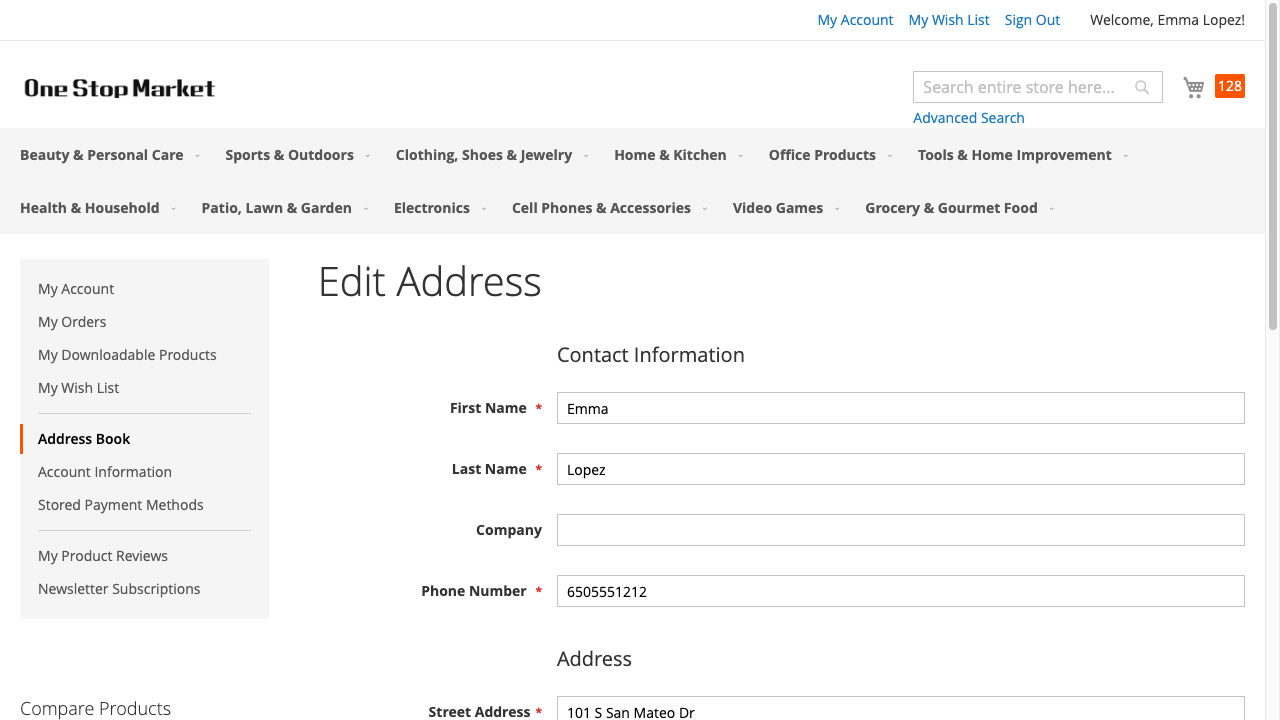 My Account My Wish List Sign Out Welcome, Emma Lopez!
One Stop Market
Search entire store here...
128
Advanced Search
Beauty & Personal Care Sports & Outdoors Clothing, Shoes & Jewelry Home & Kitchen Office Products Tools & Home Improvement
Health & Household Patio, Lawn & Garden Electronics Cell Phones & Accessories Video Games Grocery & Gourmet Food
My Account
My Orders
My Downloadable Products
My Wish List
Address Book
Account Information
Stored Payment Methods
My Product Reviews
Newsletter Subscriptions
Compare Products
Edit Address
Contact Information
First Name * Emma
Last Name * Lopez
Company
Phone Number * 6505551212
Address
Street Address * 101 S San Mateo Dr